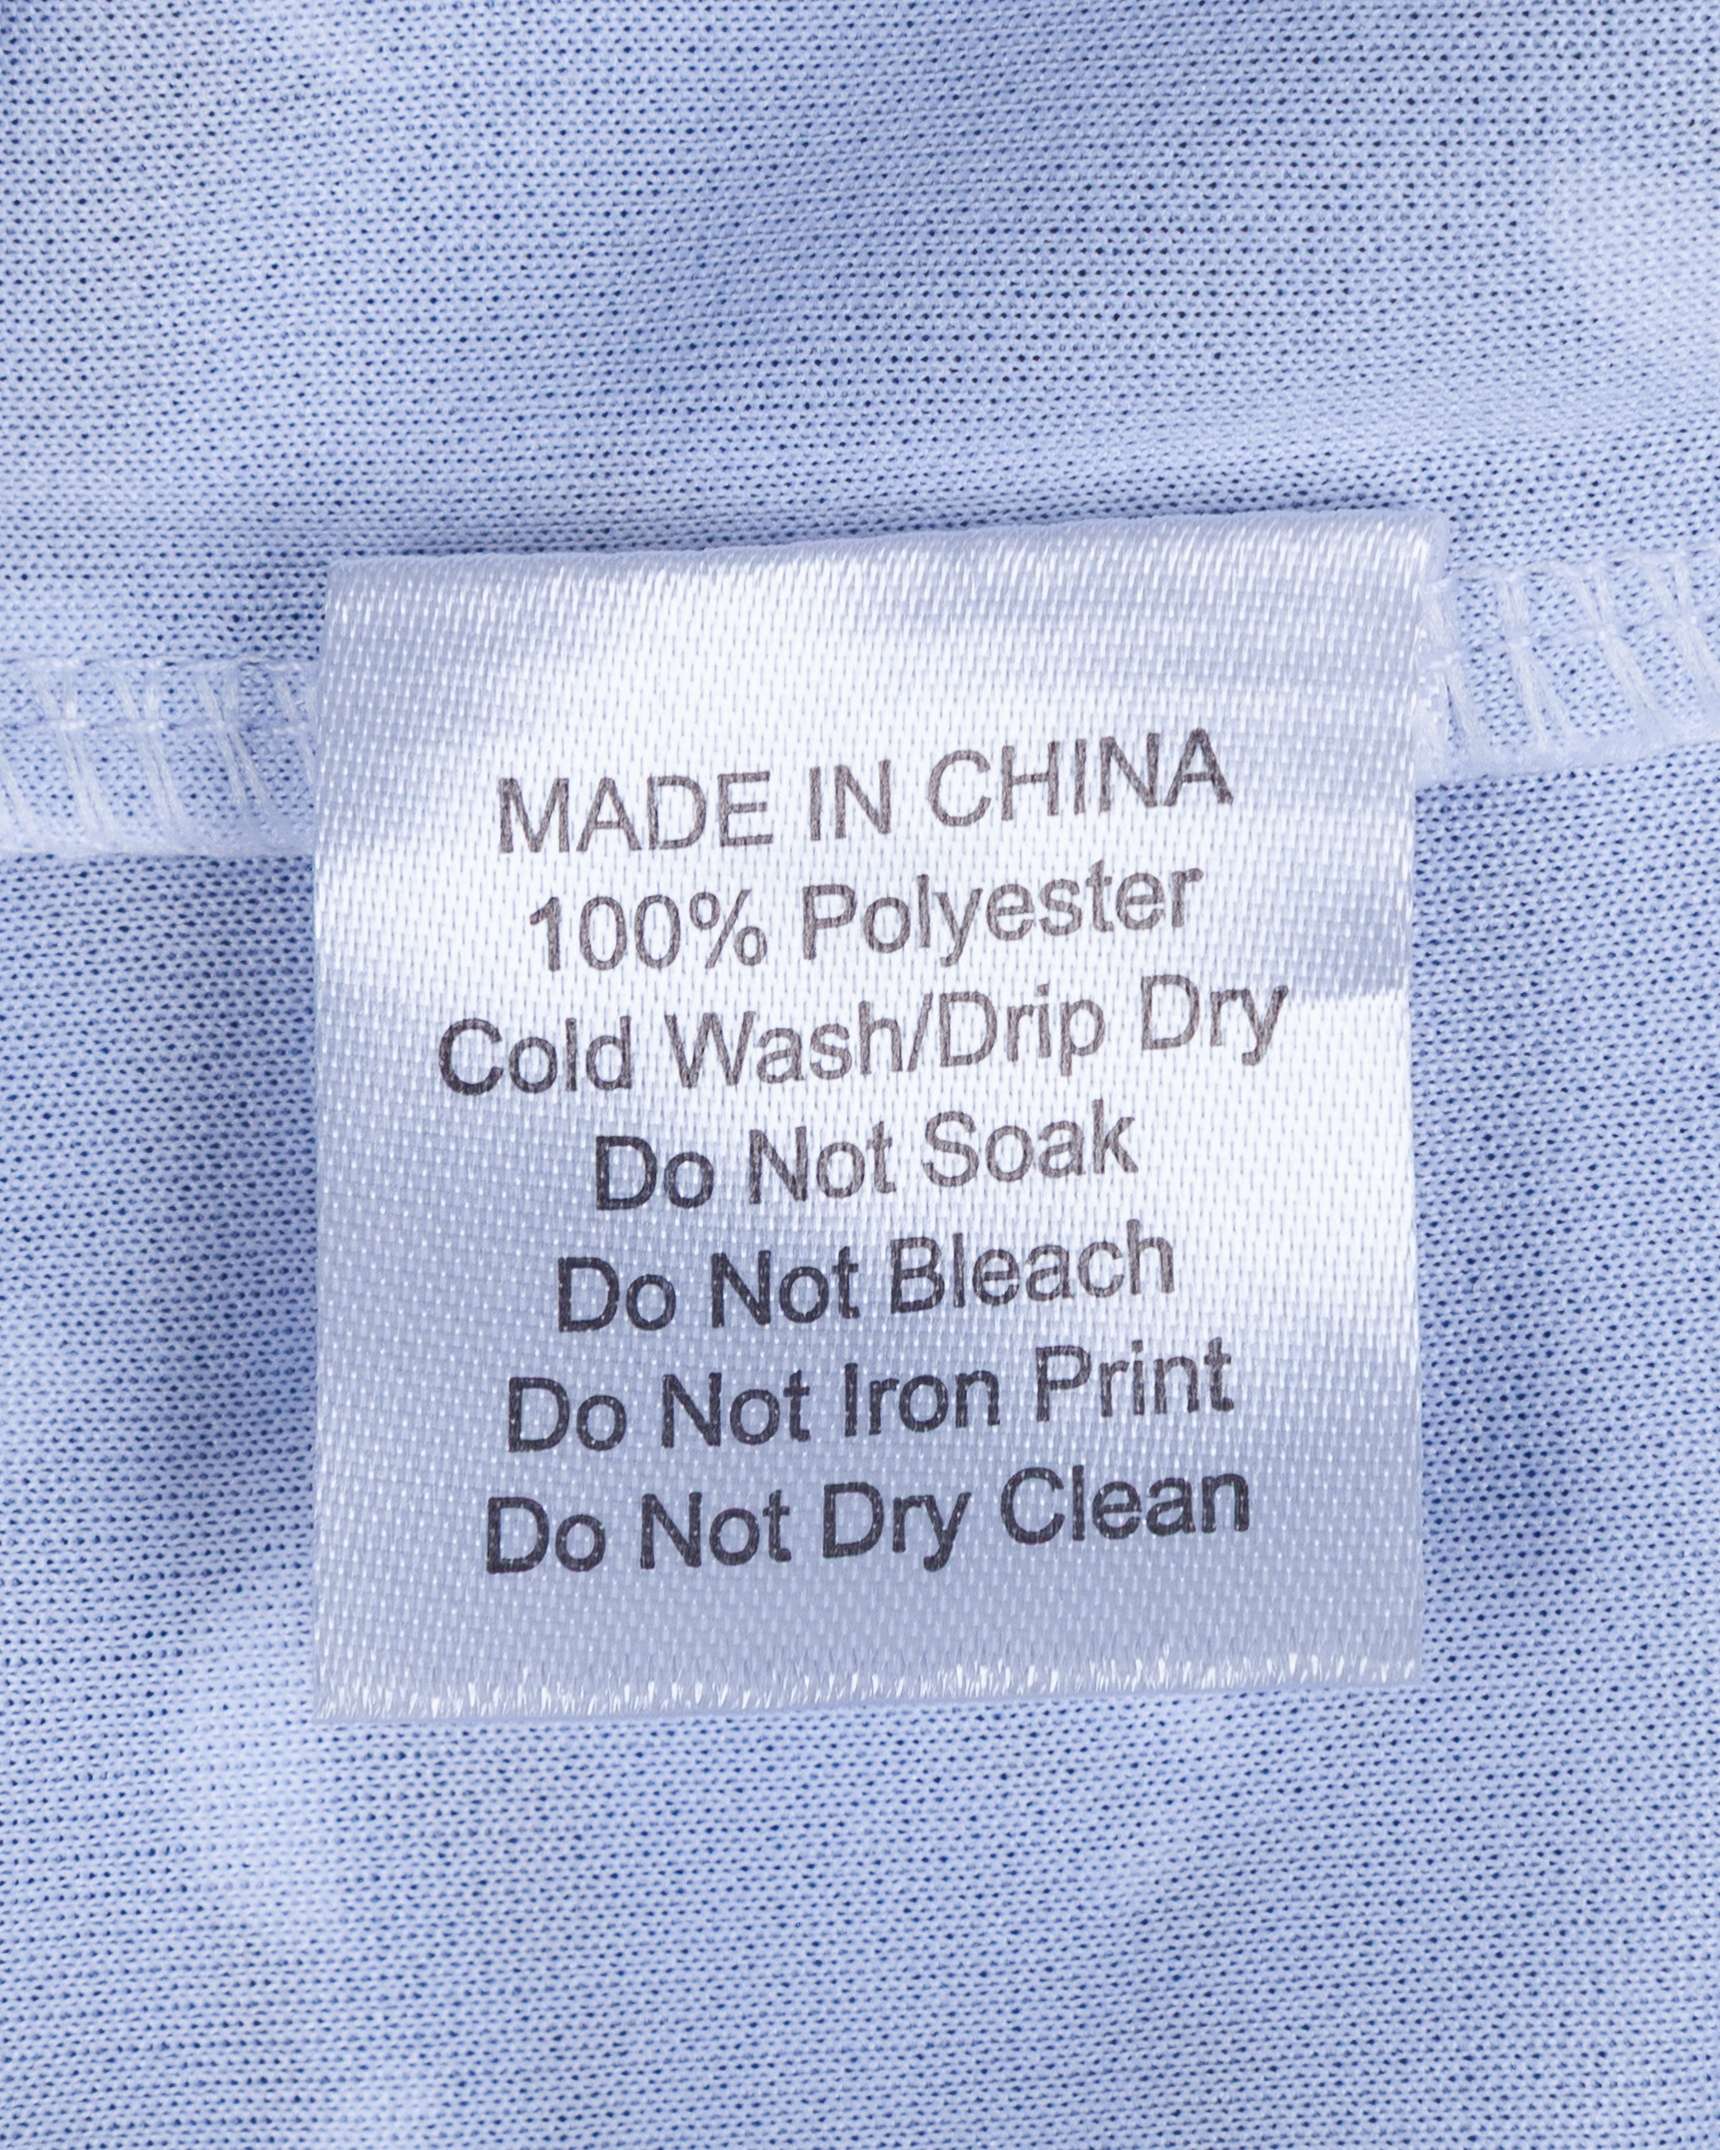 MADE IN CHINA
100% Polyester
Cold Wash/Drip Dry
Do Not Soak
Do Not Bleach
Do Not Iron Print
Do Not Dry Clean